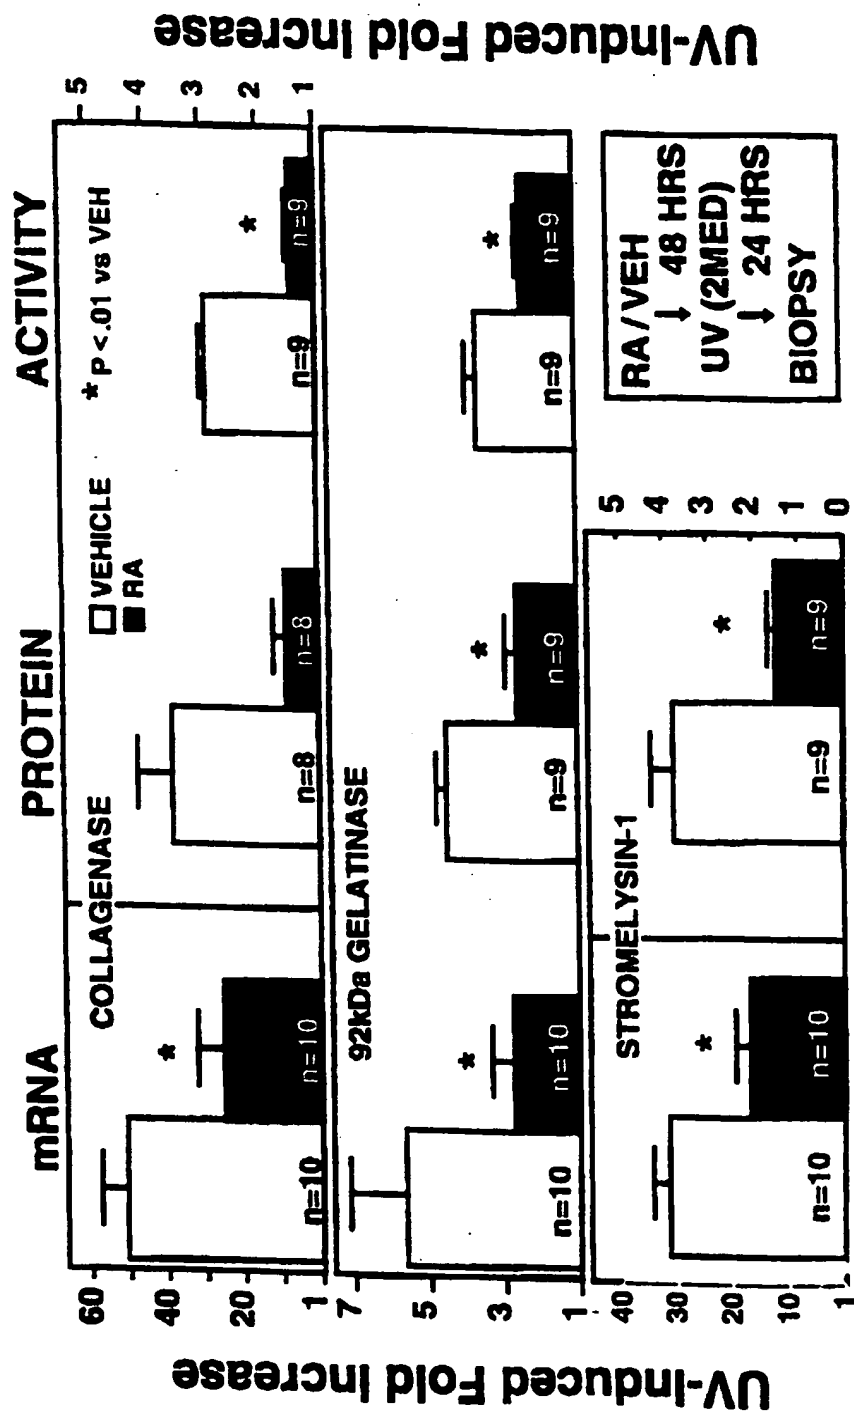 mRNA
PROTEIN
ACTIVITY
UV-Induced Fold Increase
60
40
20
1
COLLAGENASE
VEHICLE
RA
* P <.01 vs VEH
n=10
*
n=10
n=8
n=8
n=9
*
n=9
5
4
3
2
1
UV-Induced Fold Increase
7
5
3
1
92kDa GELATINASE
n=10
*
n=10
n=9
*
n=9
n=9
*
n=9
40
30
20
10
1
STROMELYSIN-1
n=10
*
n=10
n=9
*
n=9
5
4
3
2
1
0
RA/VEH
↓ 48 HRS
UV (2MED)
↓ 24 HRS
BIOPSY